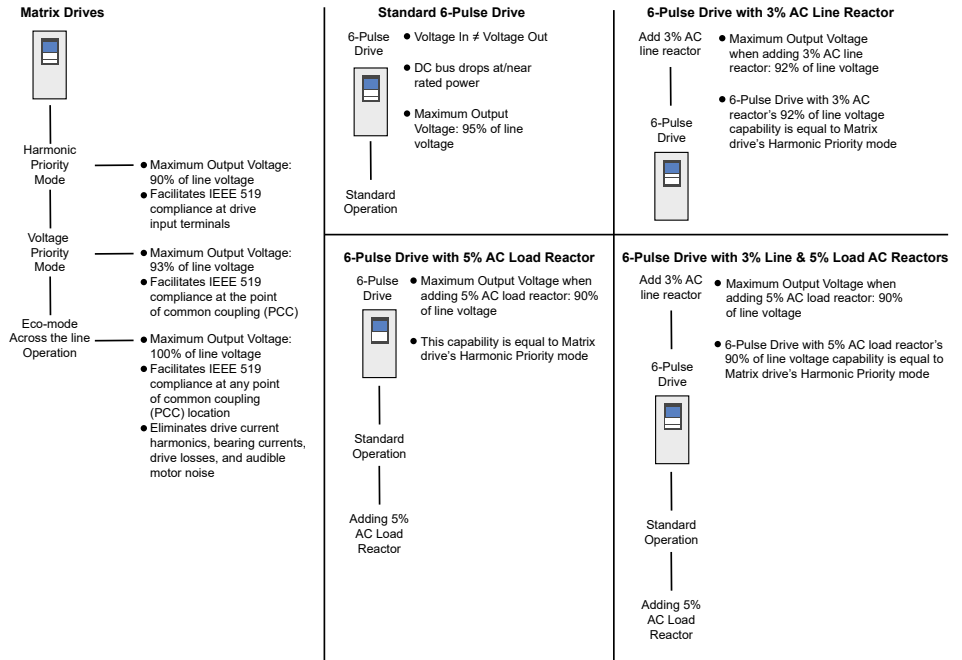 Matrix Drives
Harmonic
Priority
Mode
● Maximum Output Voltage:
90% of line voltage
● Facilitates IEEE 519
compliance at drive
input terminals
Voltage
Priority
Mode
● Maximum Output Voltage:
93% of line voltage
● Facilitates IEEE 519
compliance at the point
of common coupling (PCC)
Eco-mode
Across the line
Operation
● Maximum Output Voltage:
100% of line voltage
● Facilitates IEEE 519
compliance at any point
of common coupling
(PCC) location
● Eliminates drive current
harmonics, bearing currents,
drive losses, and audible
motor noise
Standard 6-Pulse Drive
6-Pulse
Drive
● Voltage In ≠ Voltage Out
● DC bus drops at/near
rated power
● Maximum Output
Voltage: 95% of line
voltage
Standard
Operation
6-Pulse Drive with 3% AC Line Reactor
Add 3% AC
line reactor
6-Pulse
Drive
● Maximum Output Voltage
when adding 3% AC line
reactor: 92% of line voltage
● 6-Pulse Drive with 3% AC
reactor's 92% of line voltage
capability is equal to Matrix
drive's Harmonic Priority mode
6-Pulse Drive with 5% AC Load Reactor
6-Pulse
Drive
● Maximum Output Voltage when
adding 5% AC load reactor: 90%
of line voltage
● This capability is equal to Matrix
drive's Harmonic Priority mode
Standard
Operation
Adding 5%
AC Load
Reactor
6-Pulse Drive with 3% Line & 5% Load AC Reactors
Add 3% AC
line reactor
6-Pulse
Drive
● Maximum Output Voltage when
adding 5% AC load reactor: 90%
of line voltage
● 6-Pulse Drive with 5% AC load reactor's
90% of line voltage capability is equal to
Matrix drive's Harmonic Priority mode
Standard
Operation
Adding 5%
AC Load
Reactor